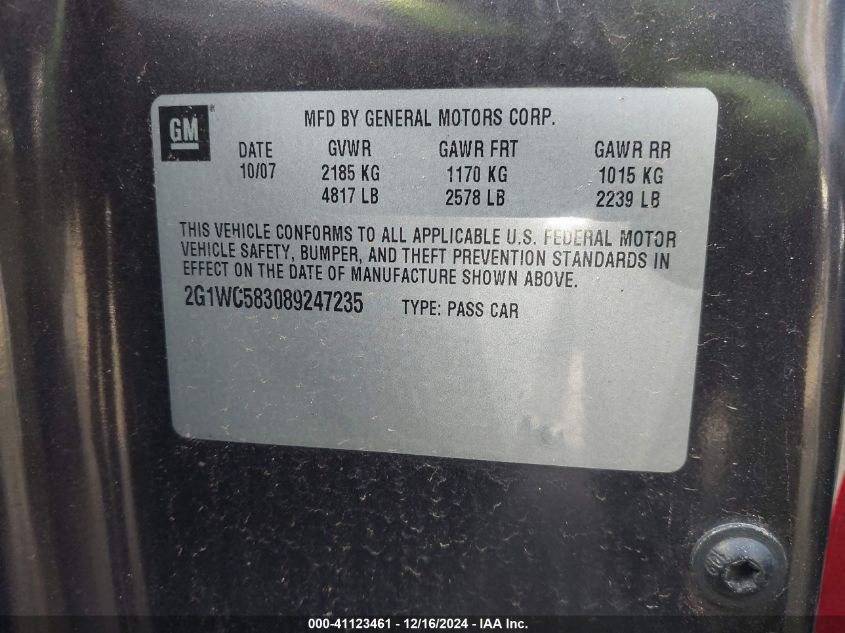 GM
MFD BY GENERAL MOTORS CORP.
DATE GVWR GAWR FRT GAWR RR
10/07 2185 KG 1170 KG 1015 KG
4817 LB 2578 LB 2239 LB
THIS VEHICLE CONFORMS TO ALL APPLICABLE U.S. FEDERAL MOTOR
VEHICLE SAFETY, BUMPER, AND THEFT PREVENTION STANDARDS IN
EFFECT ON THE DATE OF MANUFACTURE SHOWN ABOVE.
2G1WC583089247235 TYPE: PASS CAR
000-41123461 - 12/16/2024 - IAA Inc.